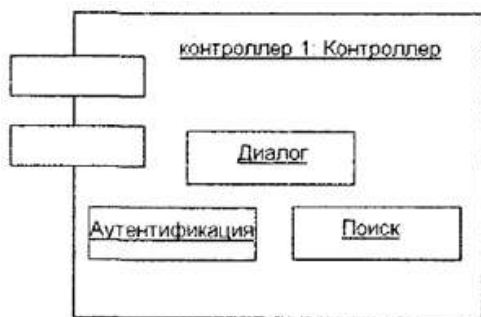 контроллер 1: Контроллер
Диалог
Аутентификация
Поиск